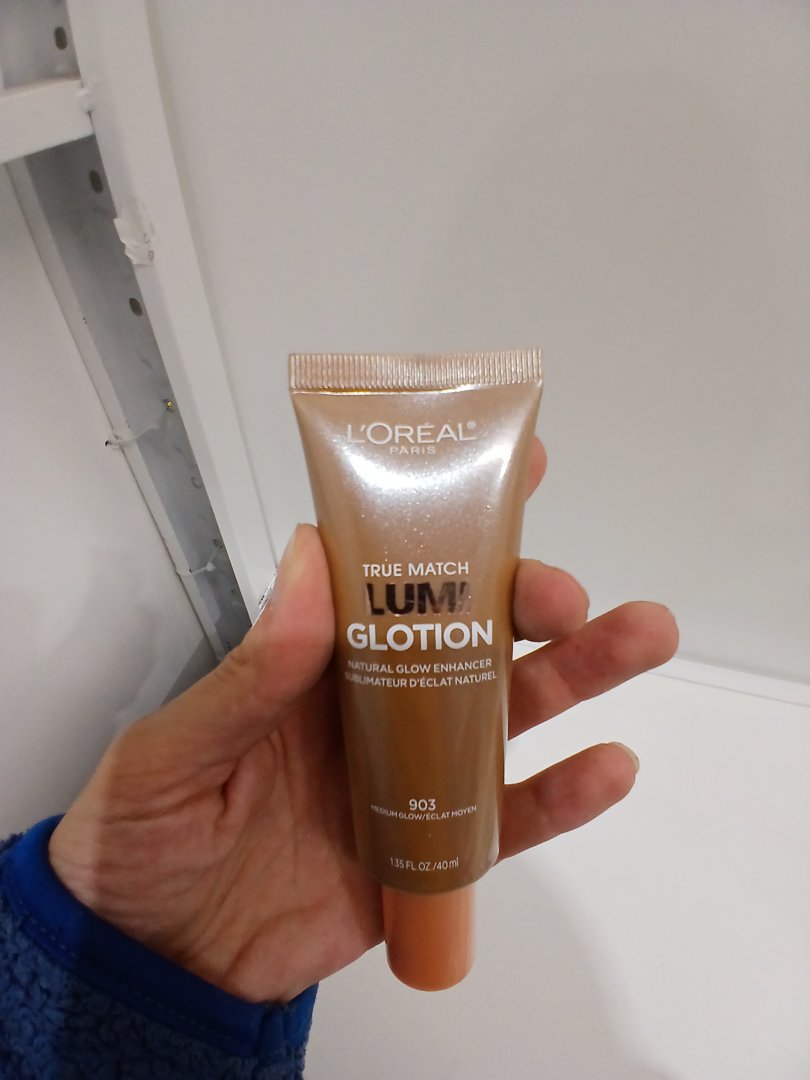 L'ORÉAL®
PARIS
TRUE MATCH
LUMI
GLOTION
NATURAL GLOW ENHANCER
SUBLIMATEUR D'ÉCLAT NATUREL
903
MEDIUM GLOW/ÉCLAT MOYEN
1.35 FL OZ./40 ml